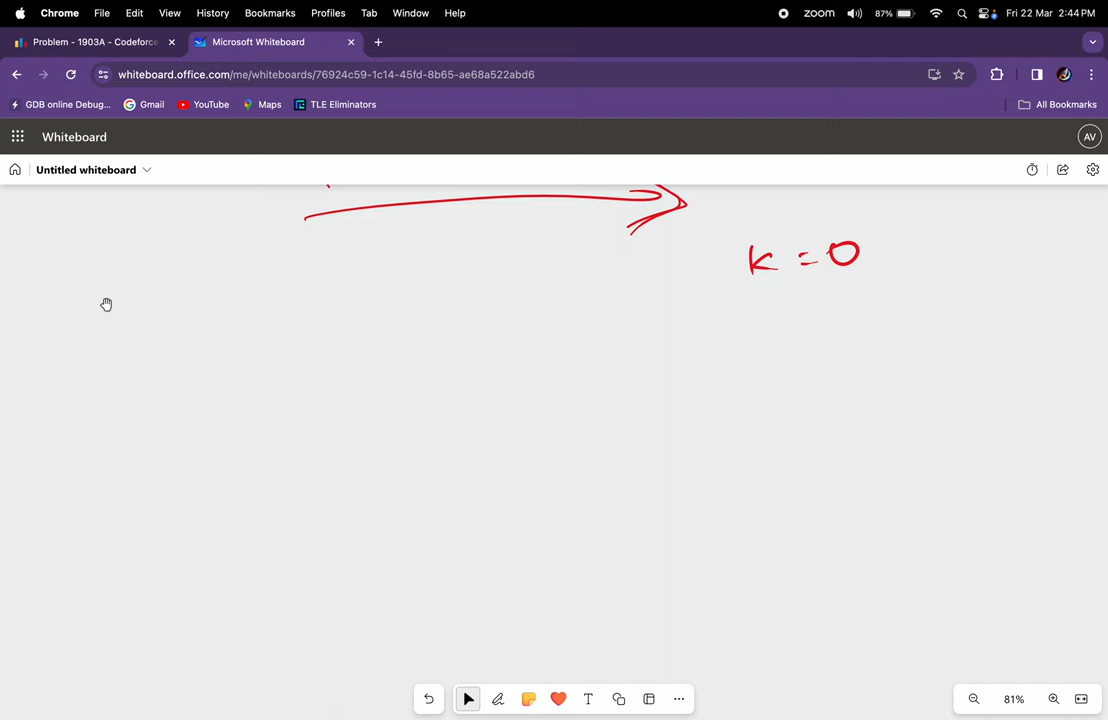 Chrome File Edit View History Bookmarks Profiles Tab Window Help zoom 87% Fri 22 Mar 2:44 PM
Problem - 1903A - Codeforce Microsoft Whiteboard
whiteboard.office.com/me/whiteboards/76924c59-1c14-45fd-8b65-ae68a522abd6
GDB online Debug... Gmail YouTube Maps TLE Eliminators All Bookmarks
Whiteboard AV
Untitled whiteboard
k = 0
T 81%